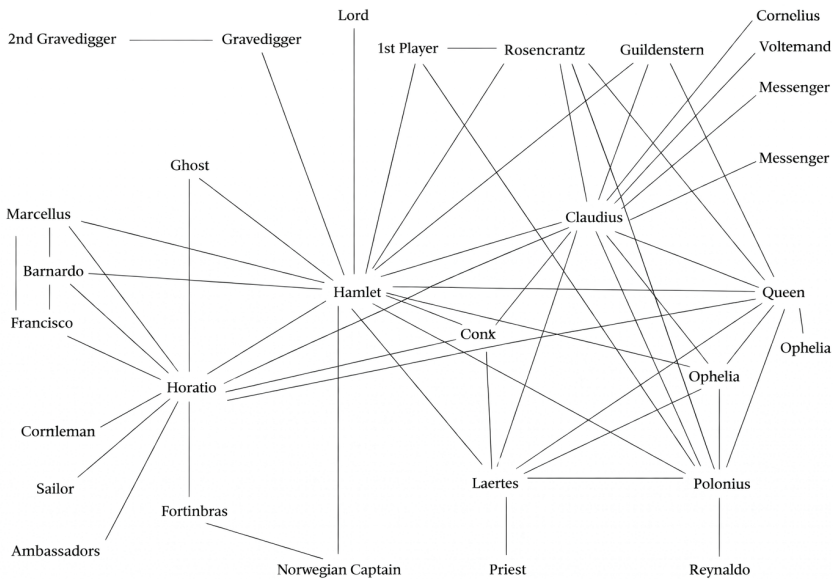 Lord
Cornelius
2nd Gravedigger
Gravedigger
1st Player
Rosencrantz
Guildenstern
Voltemand
Messenger
Messenger
Ghost
Marcellus
Claudius
Barnardo
Hamlet
Queen
Francisco
Conx
Ophelia
Horatio
Ophelia
Cornleman
Laertes
Polonius
Sailor
Fortinbras
Ambassadors
Norwegian Captain
Priest
Reynaldo